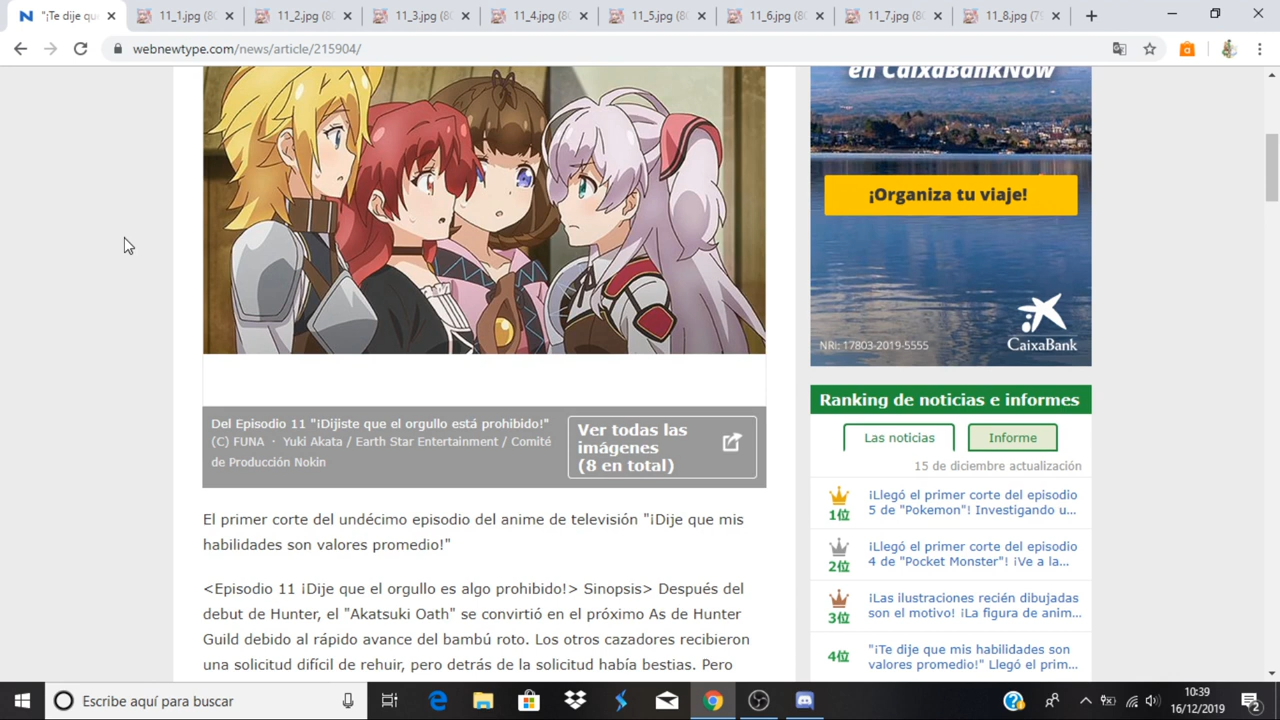 "¡Te dije qu
11_1.jpg (80
11_2.jpg (80
11_3.jpg (80
11_4.jpg (80
11_5.jpg (80
11_6.jpg (80
11_7.jpg (80
11_8.jpg (79
webnewtype.com/news/article/215904/
en CaixaBankNow
¡Organiza tu viaje!
NRI: 17803-2019-5555
CaixaBank
Del Episodio 11 "¡Dijiste que el orgullo está prohibido!"
(C) FUNA ・ Yuki Akata / Earth Star Entertainment / Comité
de Producción Nokin
Ver todas las
imágenes
(8 en total)
El primer corte del undécimo episodio del anime de televisión "¡Dije que mis
habilidades son valores promedio!"
<Episodio 11 ¡Dije que el orgullo es algo prohibido!> Sinopsis> Después del
debut de Hunter, el "Akatsuki Oath" se convirtió en el próximo As de Hunter
Guild debido al rápido avance del bambú roto. Los otros cazadores recibieron
una solicitud difícil de rehuir, pero detrás de la solicitud había bestias. Pero
Ranking de noticias e informes
Las noticias
Informe
15 de diciembre actualización
1位
¡Llegó el primer corte del episodio
5 de "Pokemon"! Investigando u...
2位
¡Llegó el primer corte del episodio
4 de "Pocket Monster"! ¡Ve a la...
3位
¡Las ilustraciones recién dibujadas
son el motivo! ¡La figura de anim...
4位
"¡Te dije que mis habilidades son
valores promedio!" Llegó el prim...
Escribe aquí para buscar
10:39
16/12/2019
2